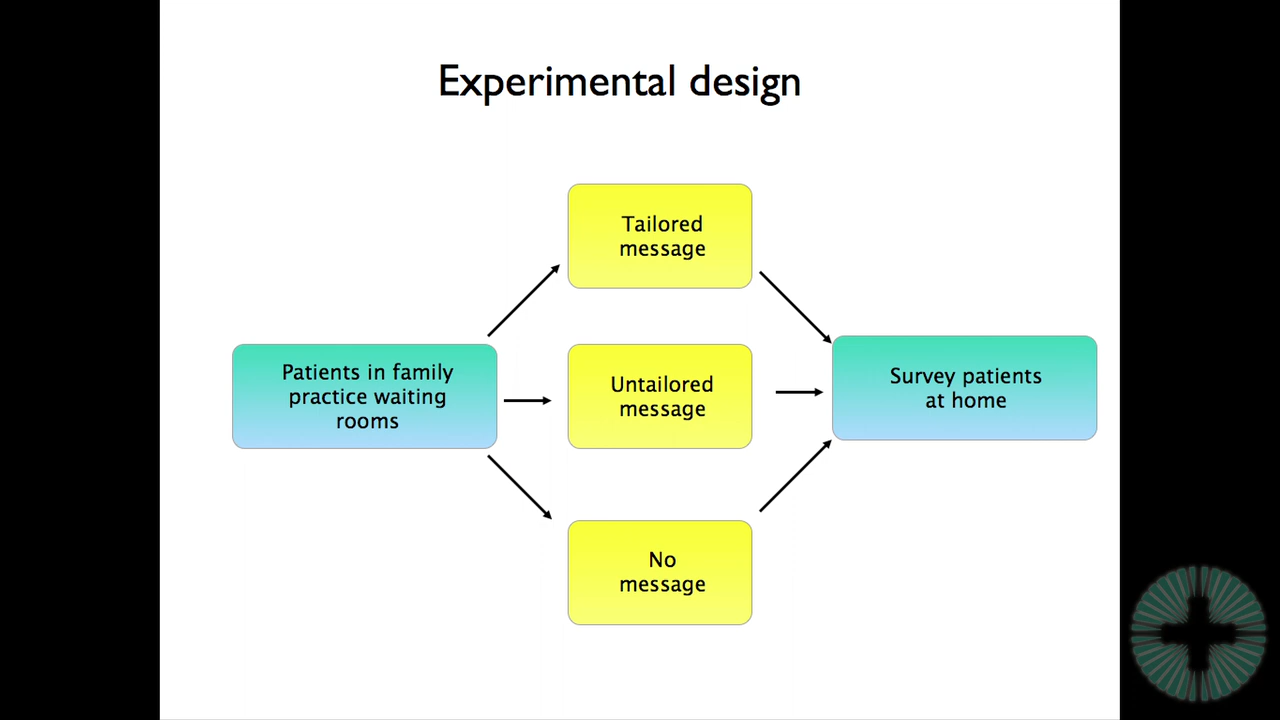 Experimental design
Tailored
message
Patients in family
practice waiting
rooms
Untailored
message
Survey patients
at home
No
message